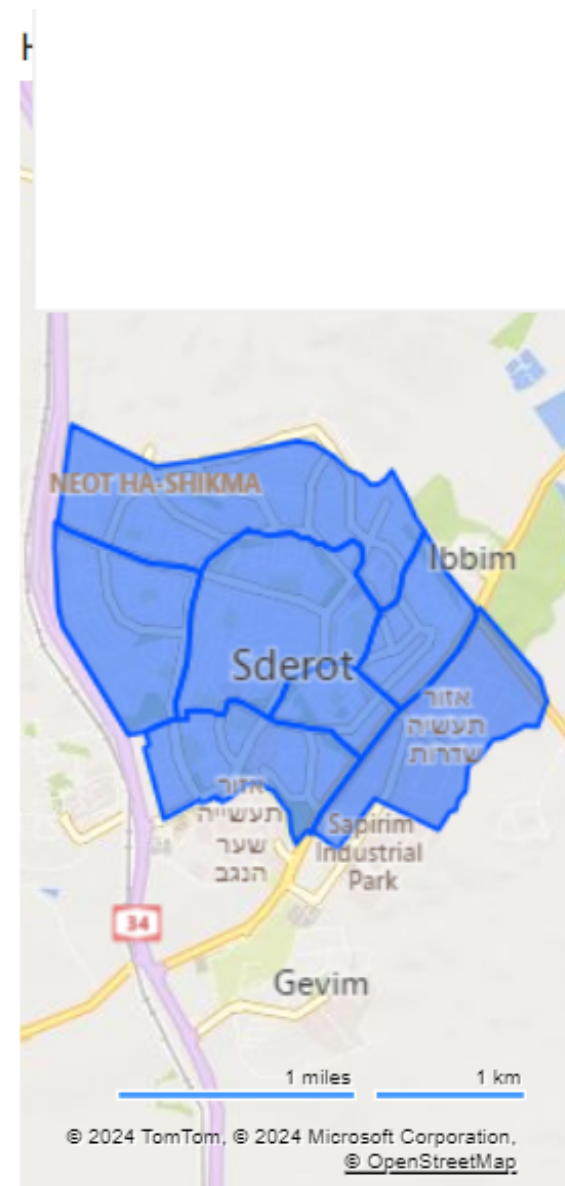 NEOT HA-SHIKMA
Ibbim
Sderot
אזור
תעשיה
שדרות
אזור
תעשייה
שער
הנגב
Sapirim
Industrial
Park
34
Gevim
1 miles
1 km
© 2024 TomTom, © 2024 Microsoft Corporation,
© OpenStreetMap